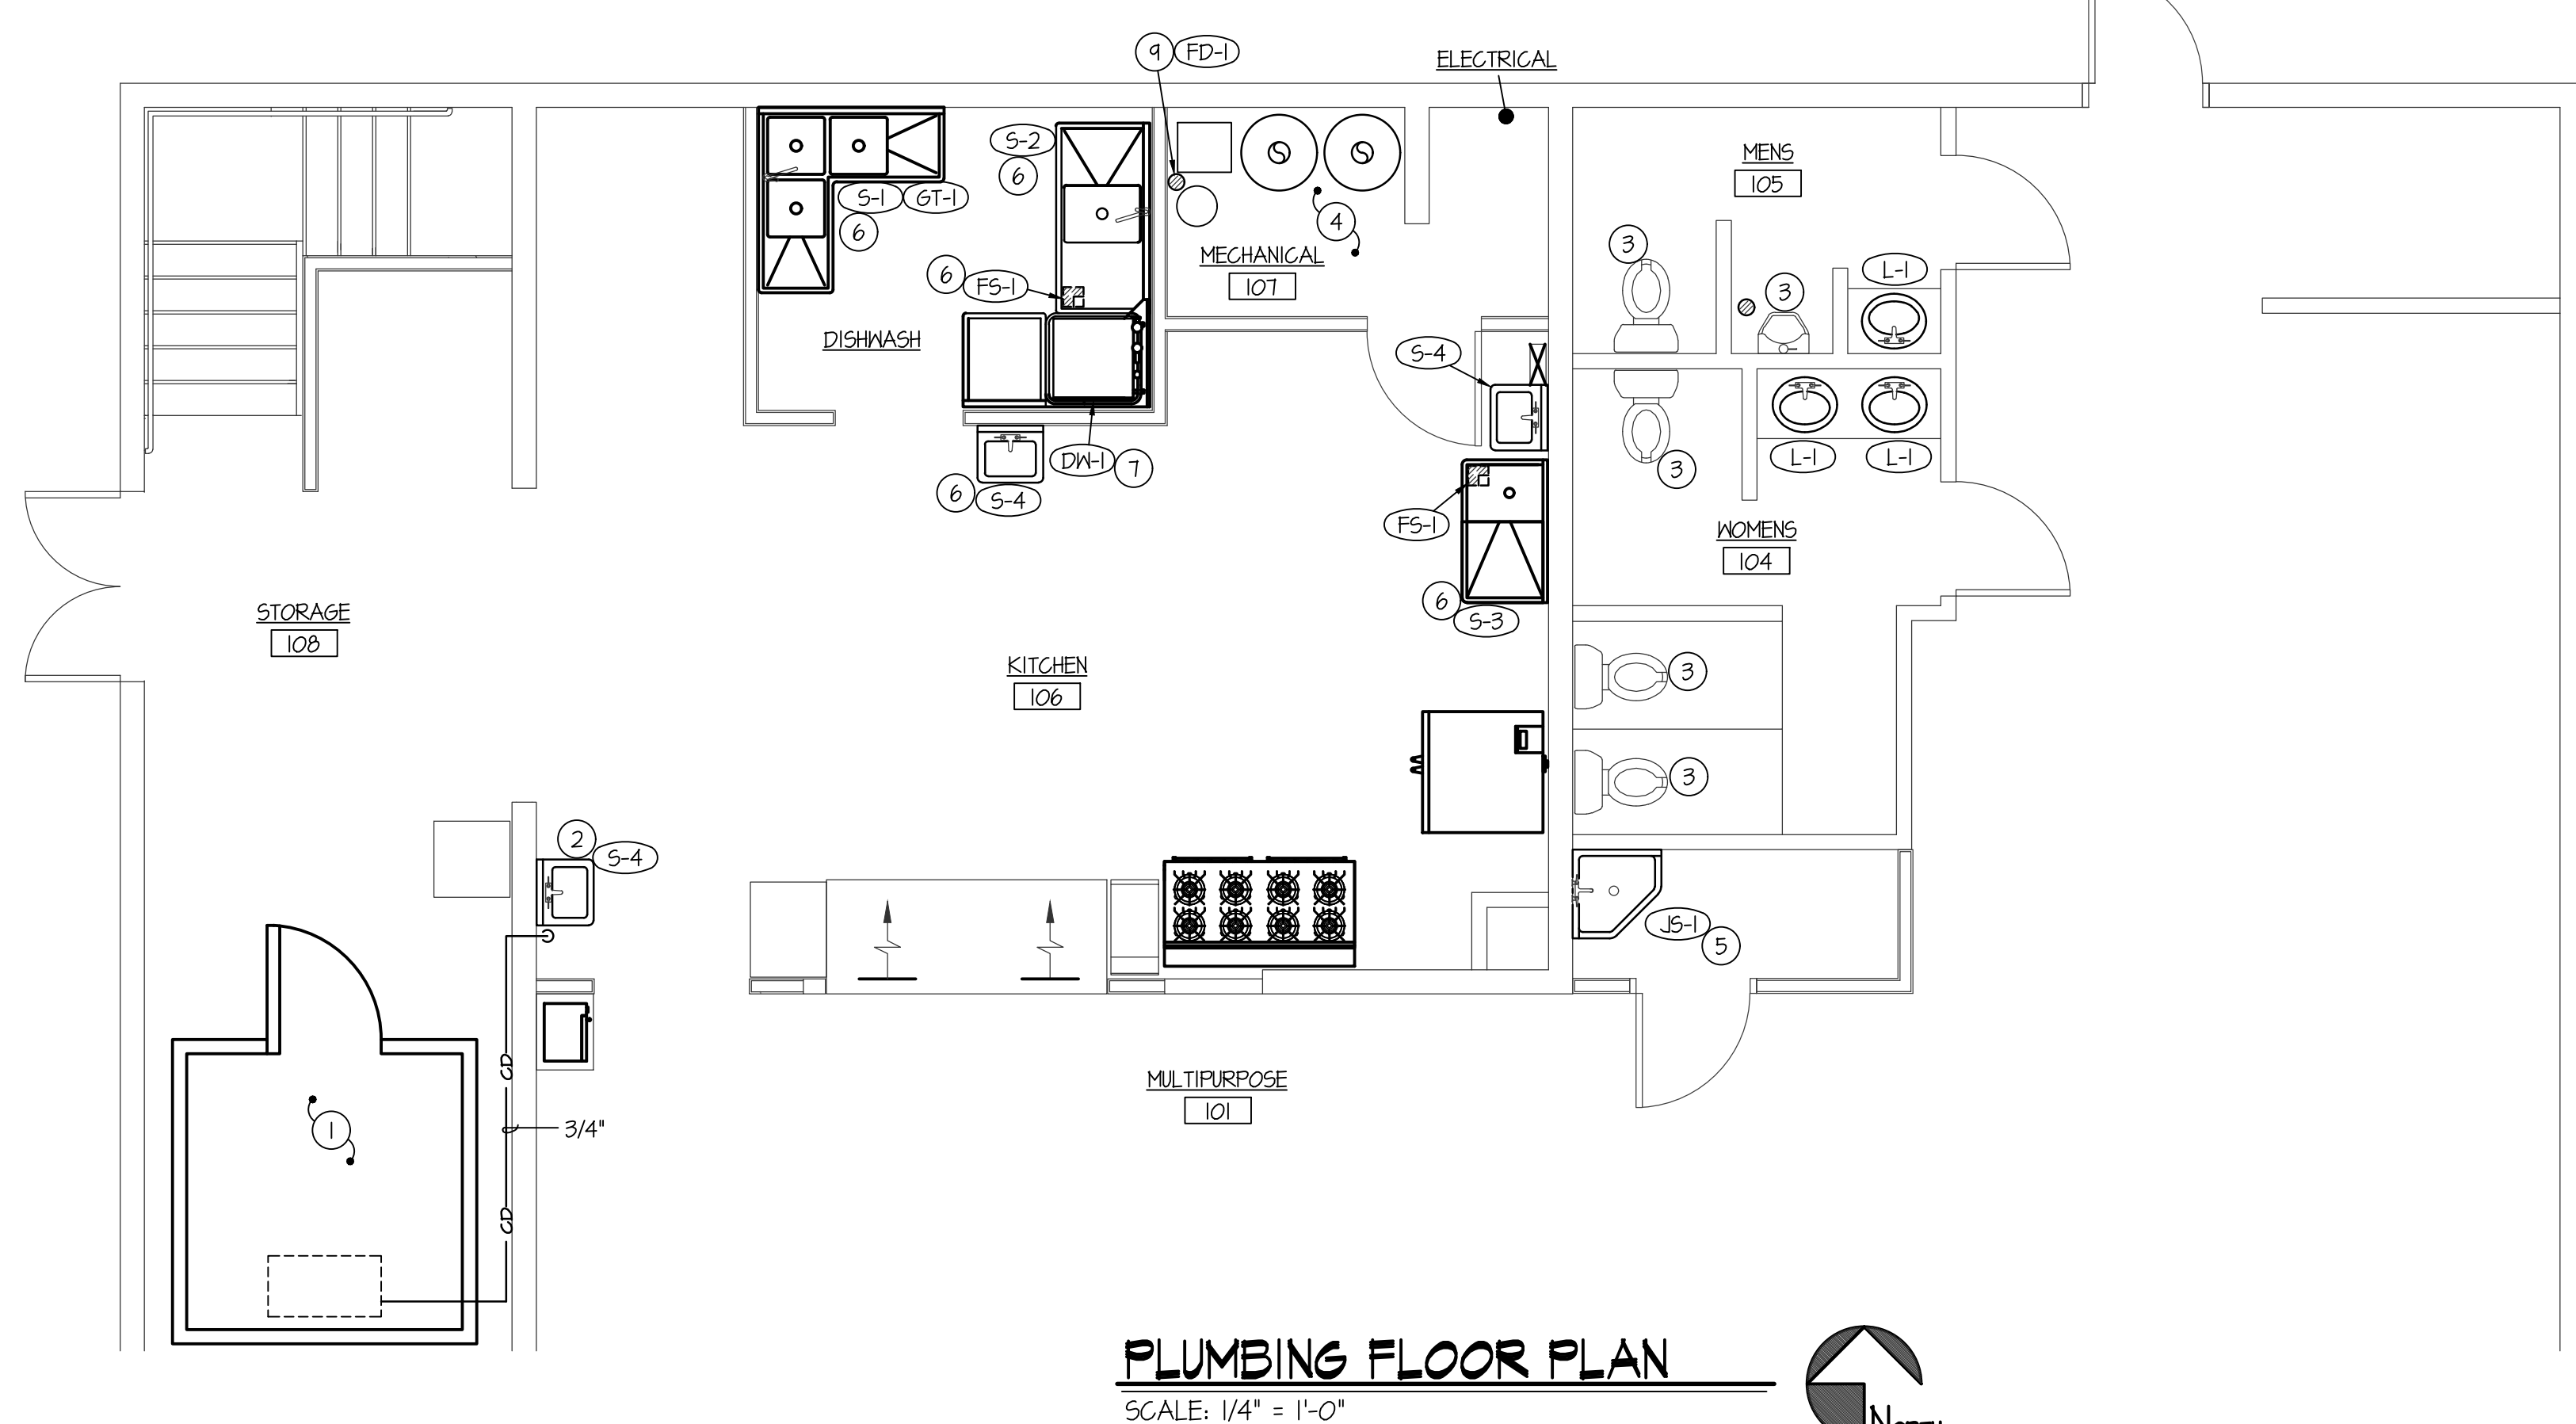 9 FD-1
ELECTRICAL
S-2
6
MENS
105
S-1 GT-1
6
4
3
MECHANICAL
107
6 FS-1
L-1
3
DISHWASH
S-4
DW-1 7
3
L-1 L-1
6 S-4
FS-1
WOMENS
104
STORAGE
108
6
S-3
KITCHEN
106
3
3
2
S-4
JS-1
5
CD
MULTIPURPOSE
101
1
3/4"
CD
PLUMBING FLOOR PLAN
SCALE: 1/4" = 1'-0"
NORTH